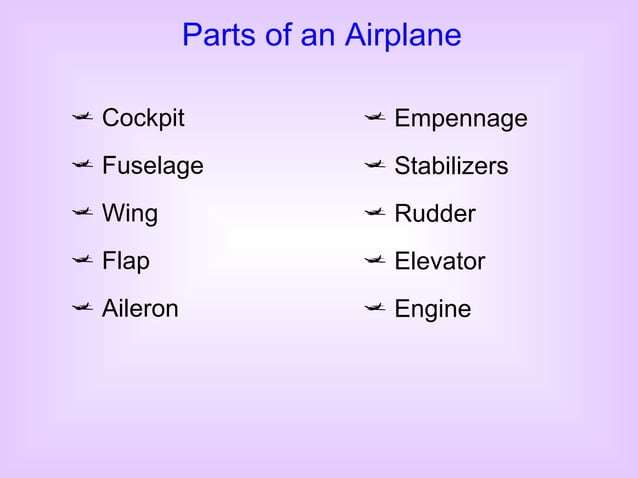 Parts of an Airplane
Cockpit
Fuselage
Wing
Flap
Aileron
Empennage
Stabilizers
Rudder
Elevator
Engine